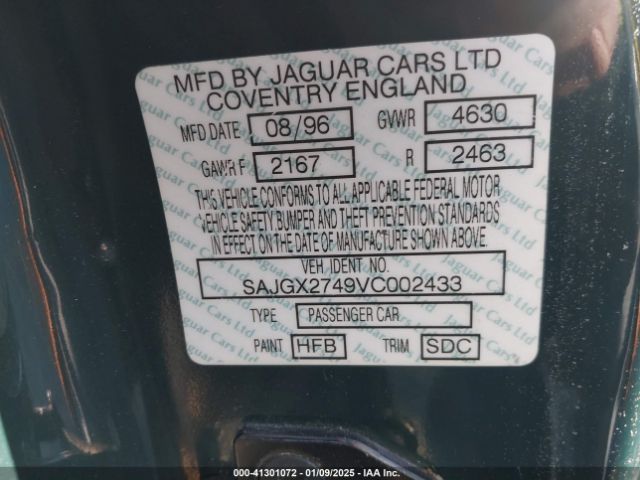 MFD BY JAGUAR CARS LTD
COVENTRY ENGLAND
MFD DATE 08/96 GVWR 4630
GAWR F 2167 R 2463
THIS VEHICLE CONFORMS TO ALL APPLICABLE FEDERAL MOTOR
VEHICLE SAFETY, BUMPER AND THEFT PREVENTION STANDARDS
IN EFFECT ON THE DATE OF MANUFACTURE SHOWN ABOVE.
VEH IDENT NO.
SAJGX2749VC002433
TYPE PASSENGER CAR
PAINT HFB TRIM SDC
Jaguar Cars Ltd
000-41301072 - 01/09/2025 - IAA Inc.